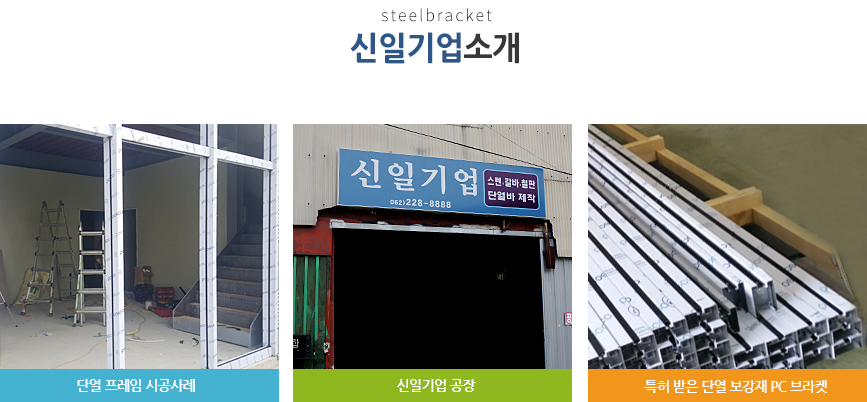 steelbracket
신일기업소개
신일기업
스텐.갈바.철판
단열바 제작
062)228-8888
단열 프레임 시공사례
신일기업 공장
특허 받은 단열 보강재 PC 브라켓